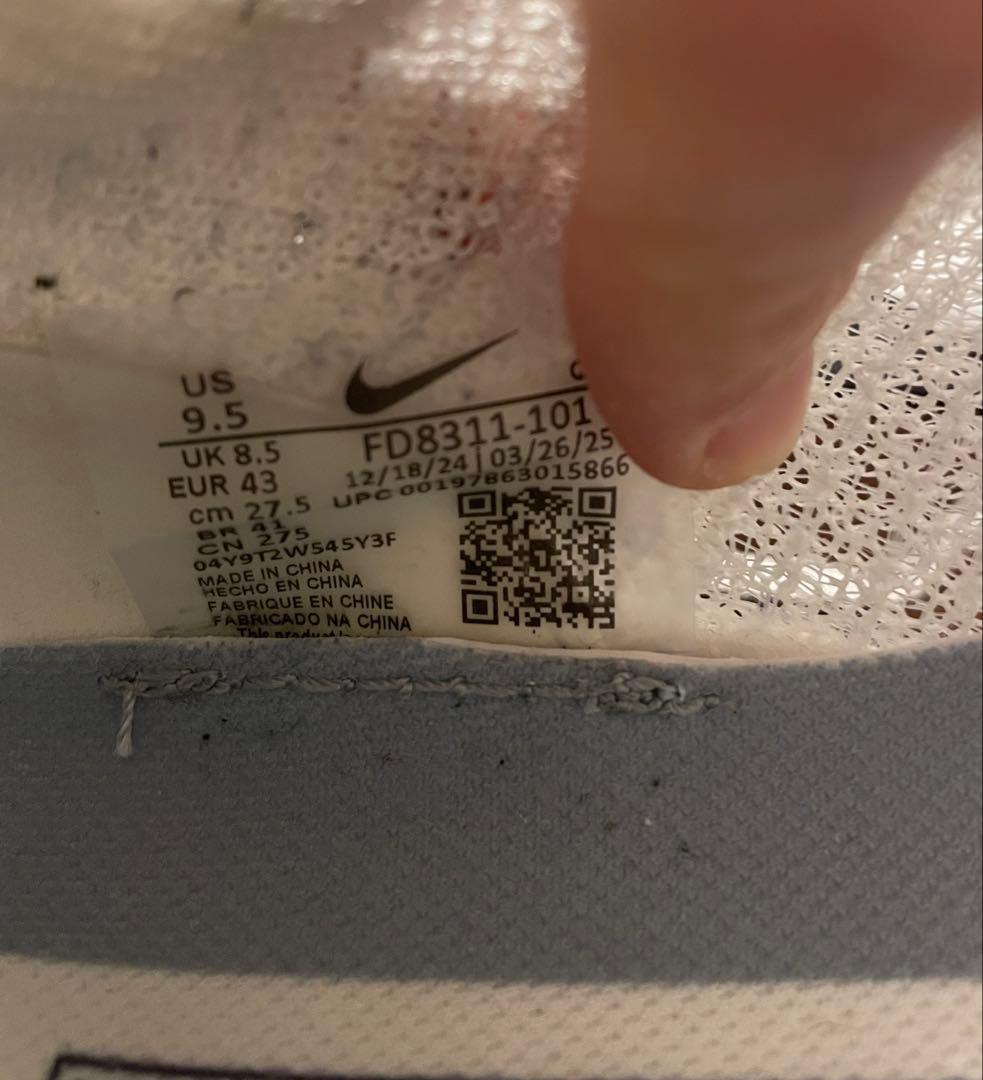 US
9.5
UK 8.5
EUR 43
cm 27.5
BR 41
CN 275
04Y9T2W545Y3F
MADE IN CHINA
HECHO EN CHINA
FABRIQUE EN CHINE
FABRICADO NA CHINA
This product
FD8311-101
12/18/24 | 03/26/25
UPC 00197863015866